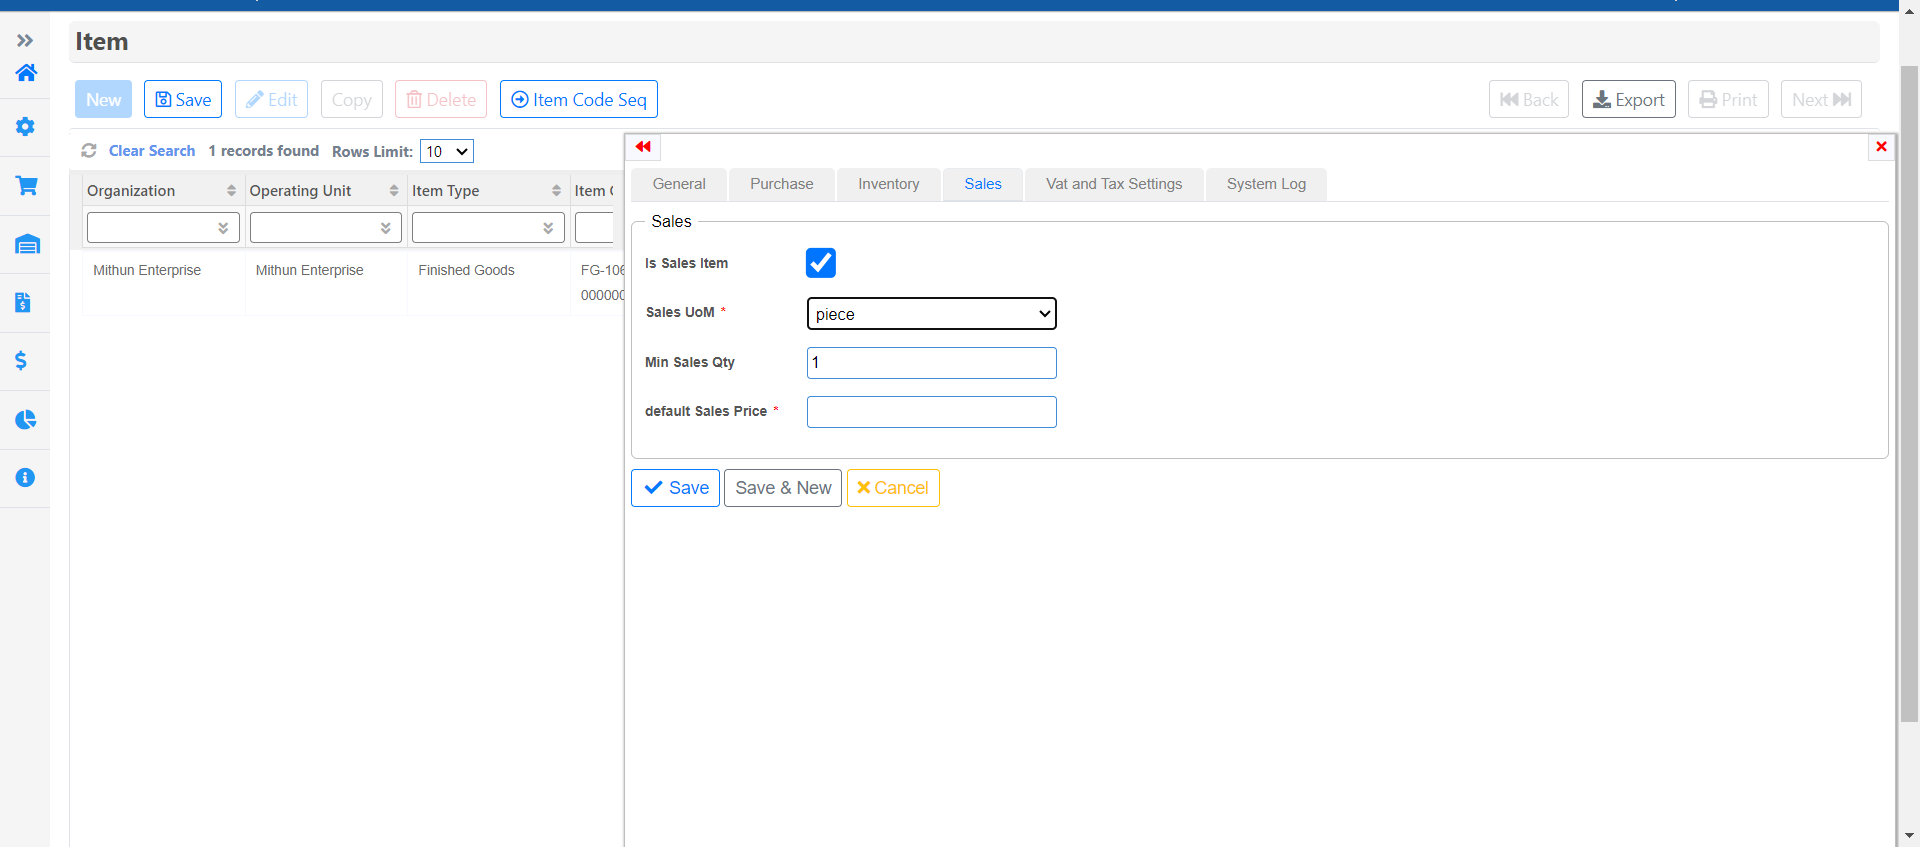 Item
New Save Edit Copy Delete Item Code Seq Back Export Print Next
Clear Search 1 records found Rows Limit: 10
General Purchase Inventory Sales Vat and Tax Settings System Log
Organization Operating Unit Item Type Item
Mithun Enterprise Mithun Enterprise Finished Goods FG-106
000000
Sales
Is Sales Item
Sales UoM * piece
Min Sales Qty 1
default Sales Price *
Save Save & New Cancel